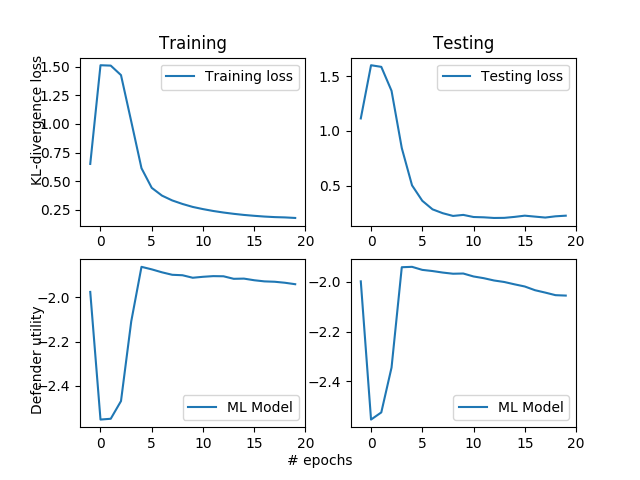 Training
Testing
KL-divergence loss
1.50
1.25
1.00
0.75
0.50
0.25
Training loss
0 5 10 15 20
1.5
1.0
0.5
Testing loss
0 5 10 15 20
Defender utility
−2.0
−2.2
−2.4
ML Model
0 5 10 15 20
−2.0
−2.2
−2.4
ML Model
0 5 10 15 20
# epochs